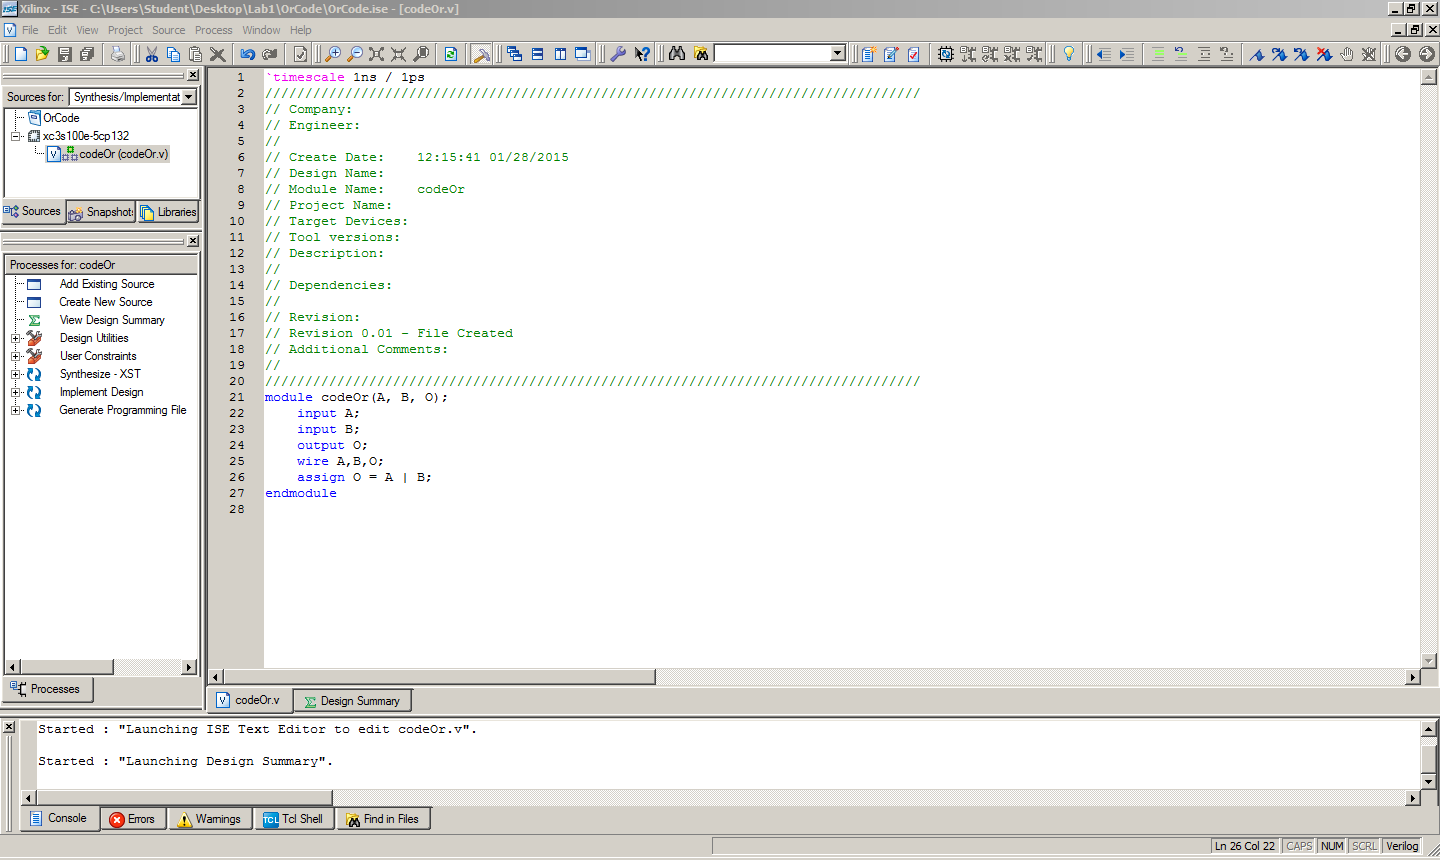 Xilinx - ISE - C:\Users\Student\Desktop\Lab1\OrCode\OrCode.ise - [codeOr.v]
File Edit View Project Source Process Window Help
Sources for: Synthesis/Implementat
OrCode
xc3s100e-5cp132
codeOr (codeOr.v)
Sources Snapshot: Libraries
Processes for: codeOr
Add Existing Source
Create New Source
View Design Summary
Design Utilities
User Constraints
Synthesize - XST
Implement Design
Generate Programming File
Processes
1 `timescale 1ns / 1ps
2 //////////////////////////////////////////////////////////////////////////////////
3 // Company:
4 // Engineer:
5 //
6 // Create Date:    12:15:41 01/28/2015
7 // Design Name:
8 // Module Name:    codeOr
9 // Project Name:
10 // Target Devices:
11 // Tool versions:
12 // Description:
13 //
14 // Dependencies:
15 //
16 // Revision:
17 // Revision 0.01 - File Created
18 // Additional Comments:
19 //
20 //////////////////////////////////////////////////////////////////////////////////
21 module codeOr(A, B, O);
22     input A;
23     input B;
24     output O;
25     wire A,B,O;
26     assign O = A | B;
27 endmodule
28
codeOr.v Design Summary
Started : "Launching ISE Text Editor to edit codeOr.v".
Started : "Launching Design Summary".
Console Errors Warnings TCL Tcl Shell Find in Files
Ln 26 Col 22 CAPS NUM SCRL Verilog